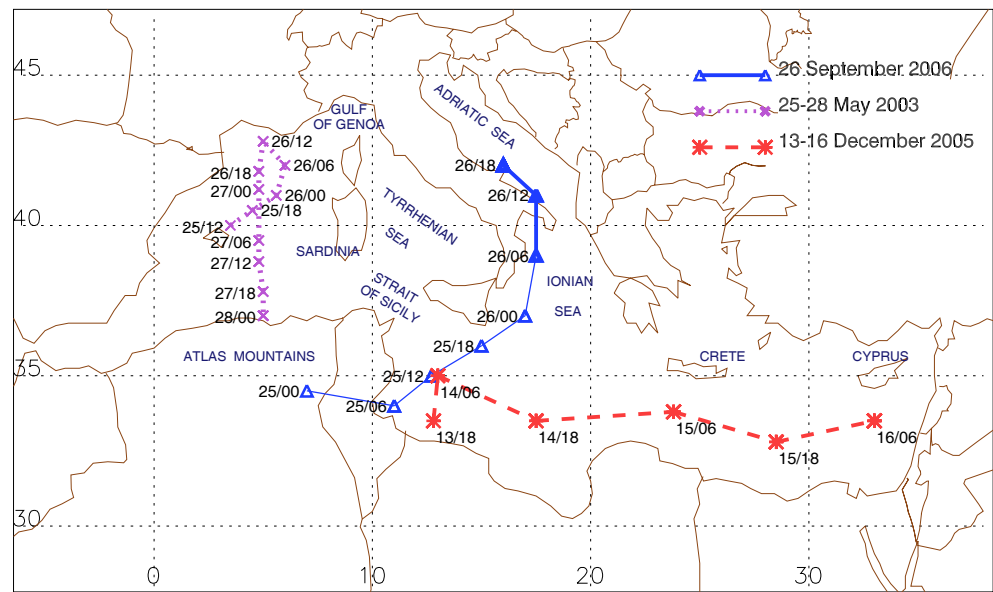 45
26 September 2006
25-28 May 2003
13-16 December 2005
ADRIATIC SEA
GULF
OF GENOA
26/12
26/06
26/18
26/18
26/12
27/00
26/00
25/18
25/12
40
27/06
27/12
SARDINIA
TYRRHENIAN
SEA
26/06
IONIAN
SEA
STRAIT
OF SICILY
27/18
28/00
26/00
25/18
ATLAS MOUNTAINS
CRETE
CYPRUS
35
25/00
25/06
25/12
14/06
13/18
14/18
15/06
15/18
16/06
30
0
10
20
30